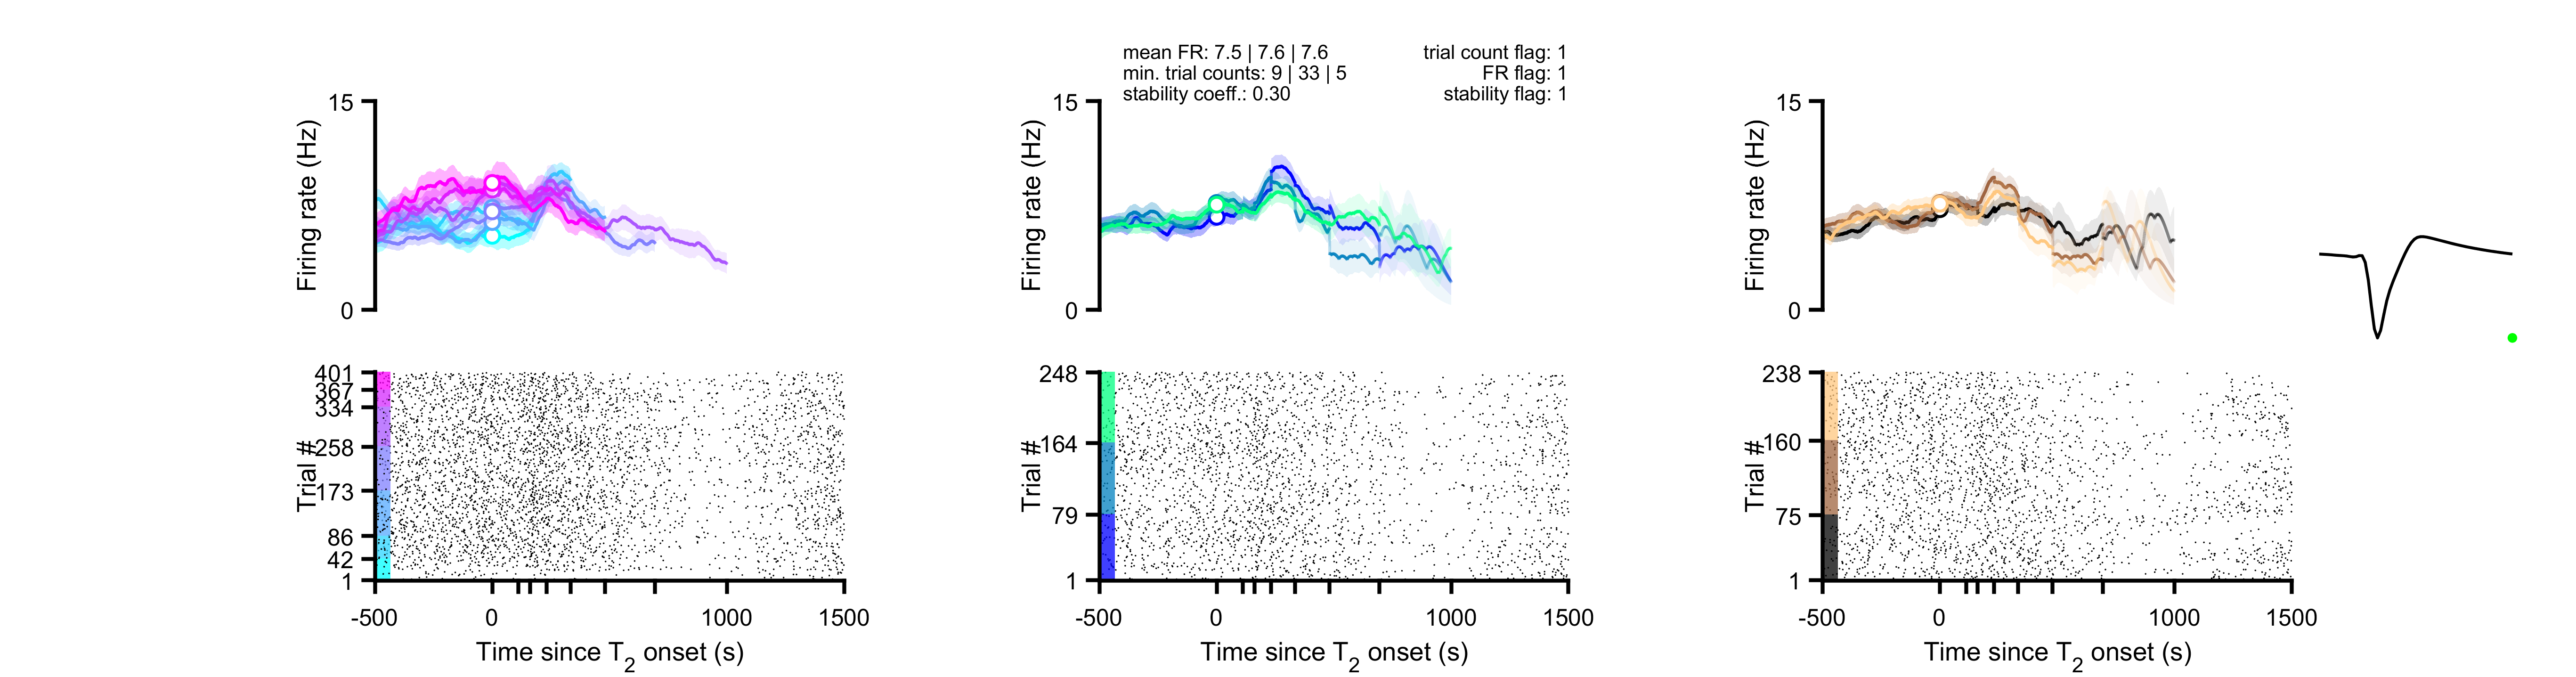 mean FR: 7.5 | 7.6 | 7.6
min. trial counts: 9 | 33 | 5
stability coeff.: 0.30
trial count flag: 1
FR flag: 1
stability flag: 1
15
Firing rate (Hz)
0
15
Firing rate (Hz)
0
15
Firing rate (Hz)
0
401
367
334
258
173
86
42
1
Trial #
-500 0 1000 1500
Time since T2 onset (s)
248
164
79
1
Trial #
-500 0 1000 1500
Time since T2 onset (s)
238
160
75
1
Trial #
-500 0 1000 1500
Time since T2 onset (s)